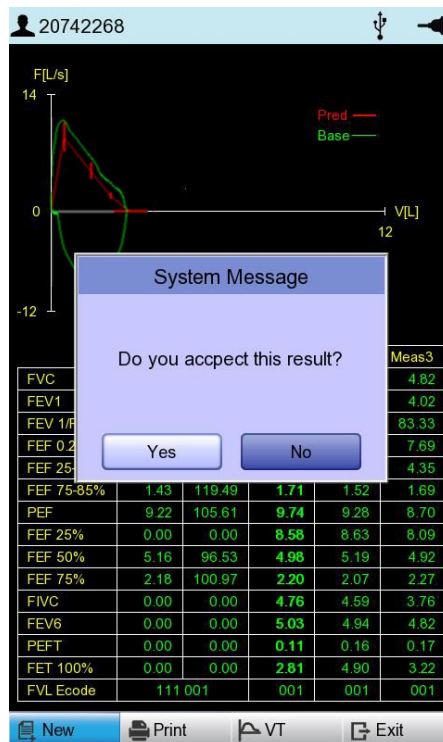 20742268
F[L/s]
14
Pred
Base
0
V[L]
12
-12
System Message
Do you accpect this result?
Yes
No
Meas3
FVC 4.82
FEV1 4.02
FEV 1/F 83.33
FEF 0.2 7.69
FEF 25- 4.35
FEF 75-85% 1.43 119.49 1.71 1.52 1.69
PEF 9.22 105.61 9.74 9.28 8.70
FEF 25% 0.00 0.00 8.58 8.63 8.09
FEF 50% 5.16 96.53 4.98 5.19 4.92
FEF 75% 2.18 100.97 2.20 2.07 2.27
FIVC 0.00 0.00 4.76 4.59 3.76
FEV6 0.00 0.00 5.03 4.94 4.82
PEFT 0.00 0.00 0.11 0.16 0.17
FET 100% 0.00 0.00 2.81 4.90 3.22
FVL Ecode 111 001 001 001 001
New Print VT Exit